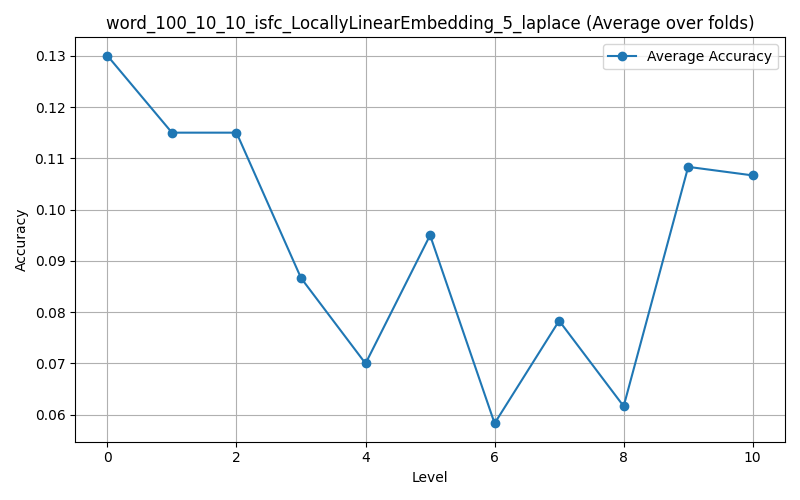 word_100_10_10_isfc_LocallyLinearEmbedding_5_laplace (Average over folds)
Average Accuracy
0.13
0.12
0.11
0.10
0.09
0.08
0.07
0.06
Accuracy
0 2 4 6 8 10
Level